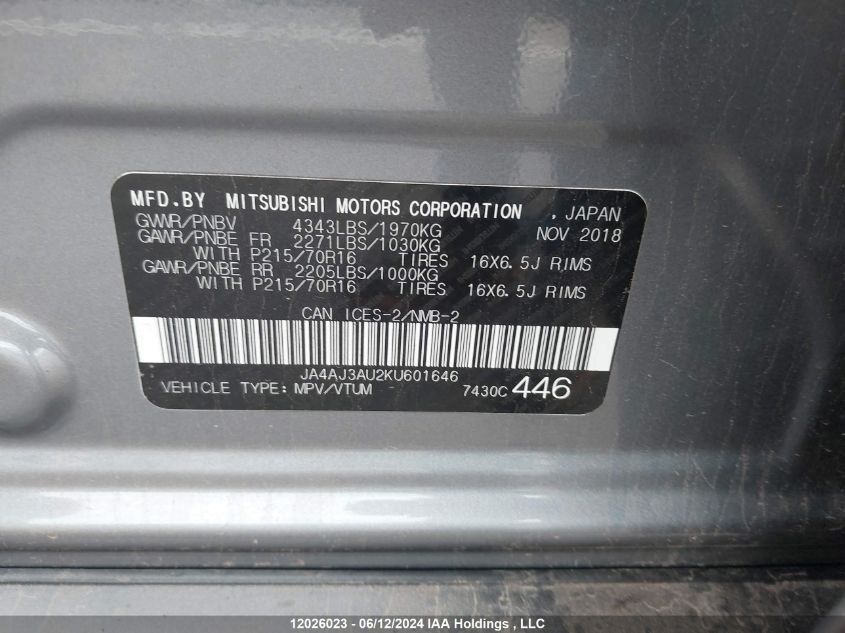 MFD.BY MITSUBISHI MOTORS CORPORATION , JAPAN
GVWR/PNBV 4343LBS/1970KG NOV 2018
GAWR/PNBE FR 2271LBS/1030KG
WITH P215/70R16 TIRES 16X6.5J RIMS
GAWR/PNBE RR 2205LBS/1000KG
WITH P215/70R16 TIRES 16X6.5J RIMS
CAN ICES-2/NMB-2
JA4AJ3AU2KU601646
VEHICLE TYPE: MPV/VTUM 7430C 446
12026023 - 06/12/2024 IAA Holdings, LLC